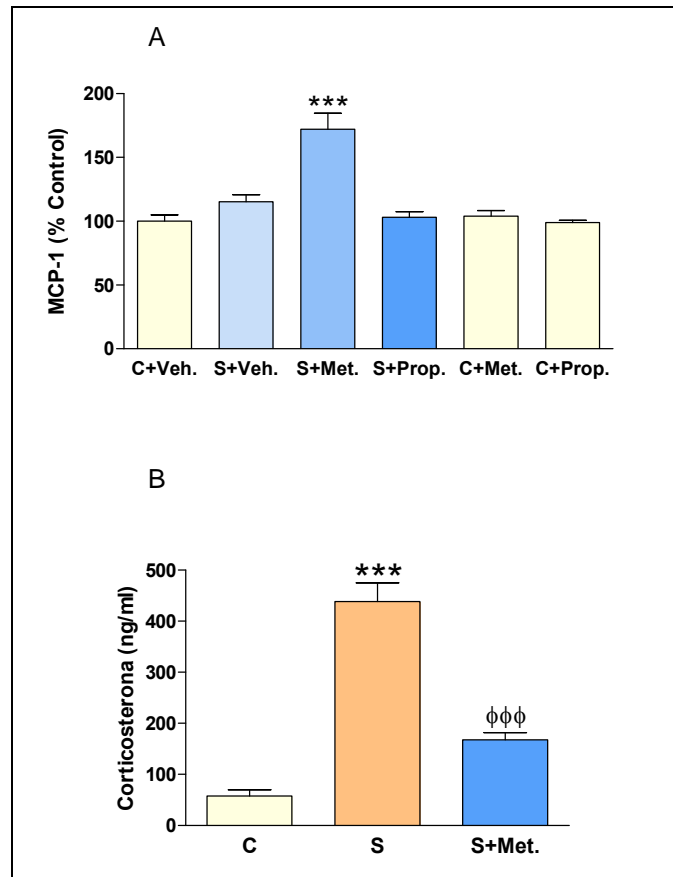 A
MCP-1 (% Control)
200
150
100
50
0
***
C+Veh. S+Veh. S+Met. S+Prop. C+Met. C+Prop.
B
Corticosterona (ng/ml)
500
400
300
200
100
0
***
ϕϕϕ
C S S+Met.